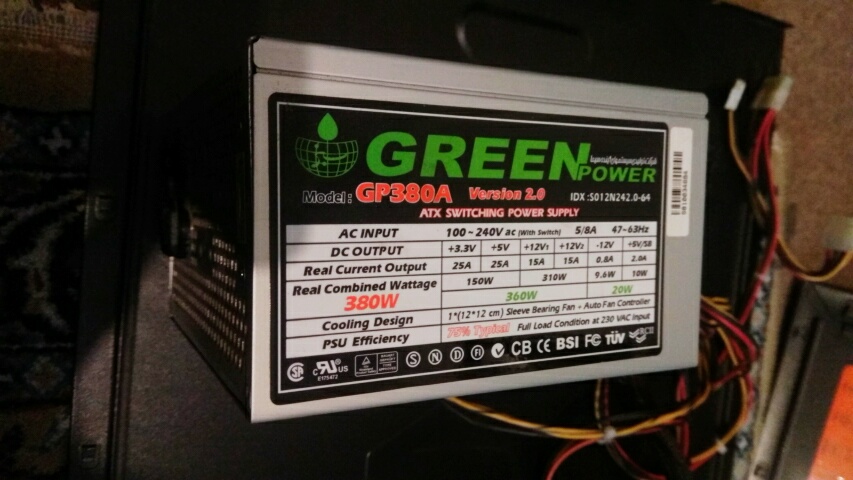 GREEN
POWER
Model: GP380A Version 2.0 IDX :S012N242.0-64
ATX SWITCHING POWER SUPPLY
AC INPUT 100~240V ac (With Switch) 5/8A 47~63Hz
DC OUTPUT +3.3V +5V +12V1 +12V2 -12V +5VSB
Real Current Output 25A 25A 15A 15A 0.8A 2.0A
Real Combined Wattage 150W 310W 9.6W 10W
380W 360W 20W
Cooling Design 1*(12*12 cm) Sleeve Bearing Fan - Auto Fan Controller
PSU Efficiency 75% Typical Full Load Condition at 230 VAC Input
c US S N D FI CB CE BSI FC TÜV
E175472